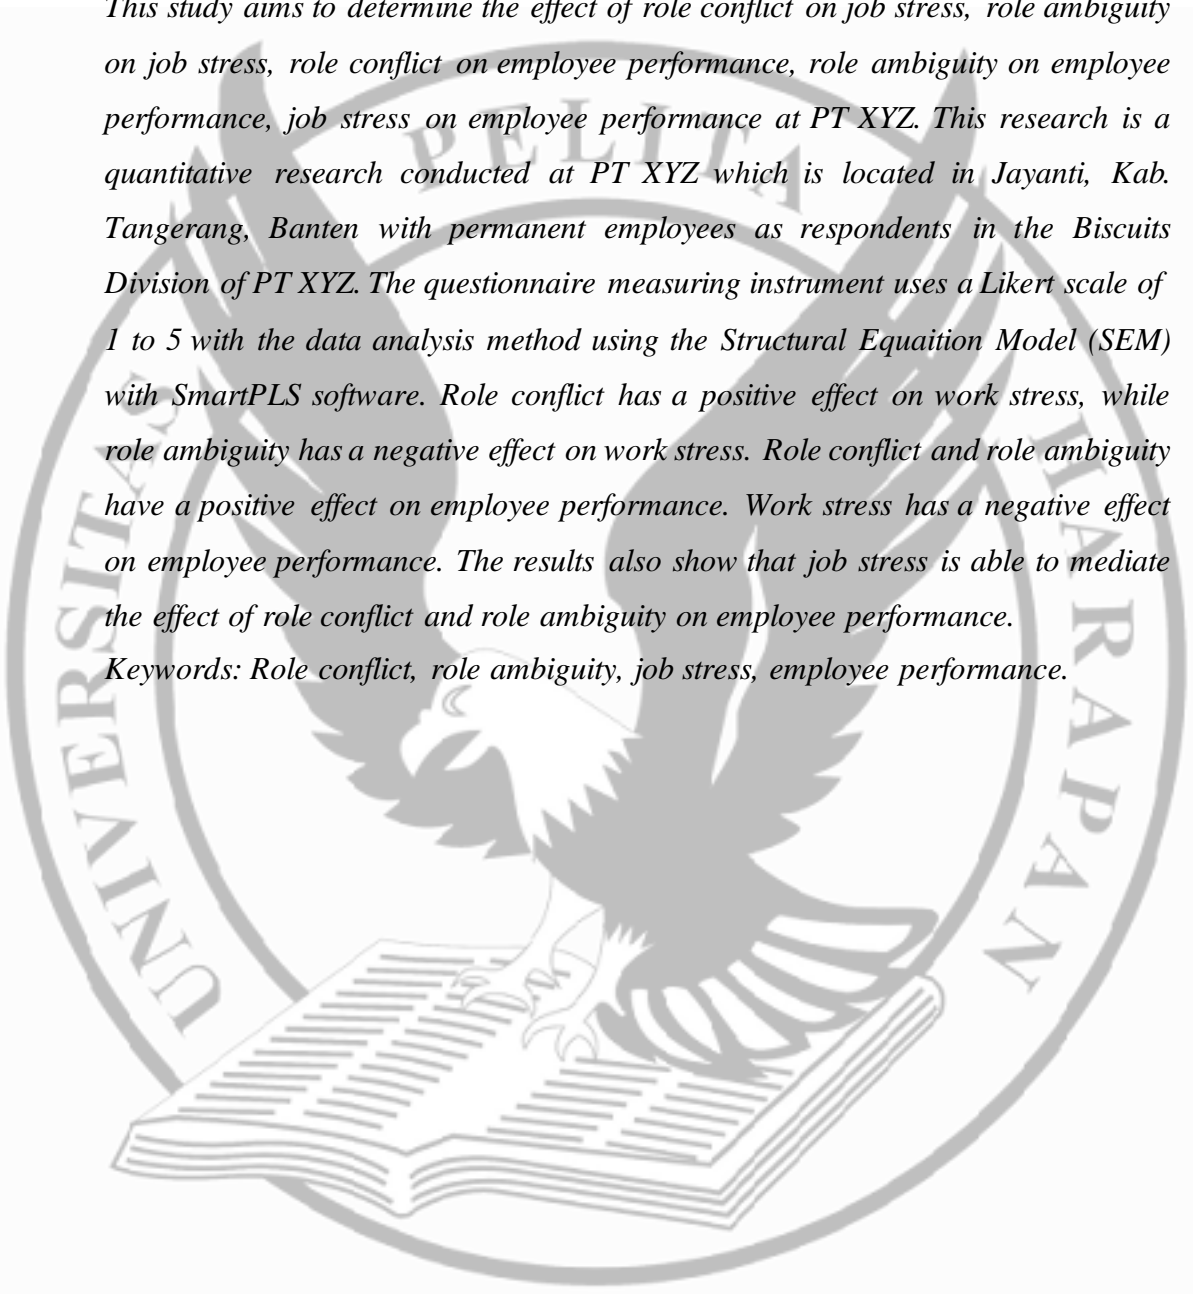 This study aims to determine the effect of role conflict on job stress, role ambiguity
on job stress, role conflict on employee performance, role ambiguity on employee
performance, job stress on employee performance at PT XYZ. This research is a
quantitative research conducted at PT XYZ which is located in Jayanti, Kab.
Tangerang, Banten with permanent employees as respondents in the Biscuits
Division of PT XYZ. The questionnaire measuring instrument uses a Likert scale of
1 to 5 with the data analysis method using the Structural Equaition Model (SEM)
with SmartPLS software. Role conflict has a positive effect on work stress, while
role ambiguity has a negative effect on work stress. Role conflict and role ambiguity
have a positive effect on employee performance. Work stress has a negative effect
on employee performance. The results also show that job stress is able to mediate
the effect of role conflict and role ambiguity on employee performance.
Keywords: Role conflict, role ambiguity, job stress, employee performance.
UNIVERSITAS PELITA HARAPAN